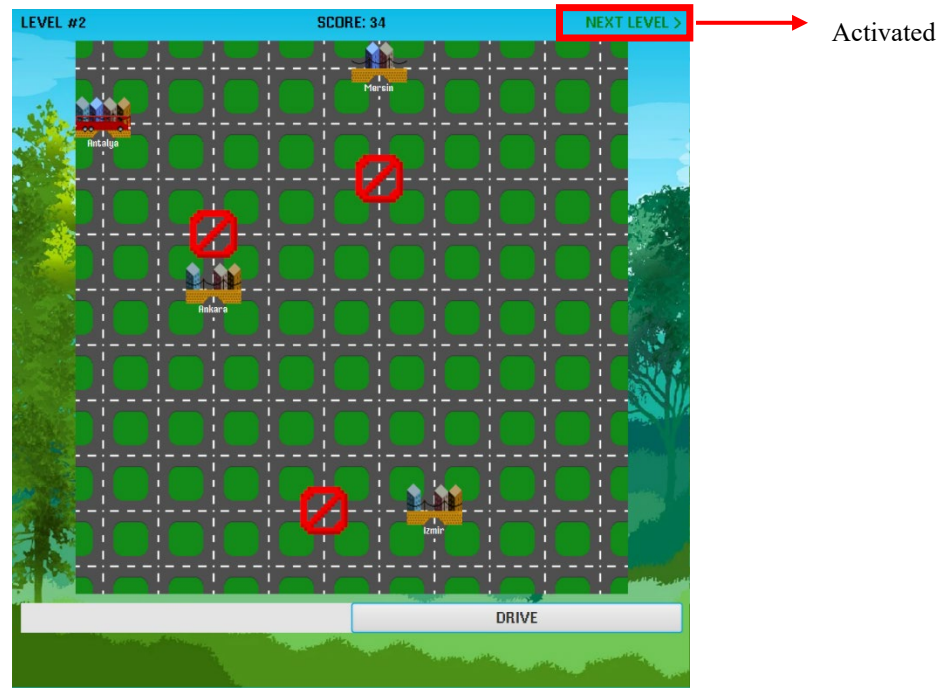 LEVEL #2
SCORE: 34
NEXT LEVEL >
Activated
Mersin
Antalya
Ankara
Izmir
DRIVE